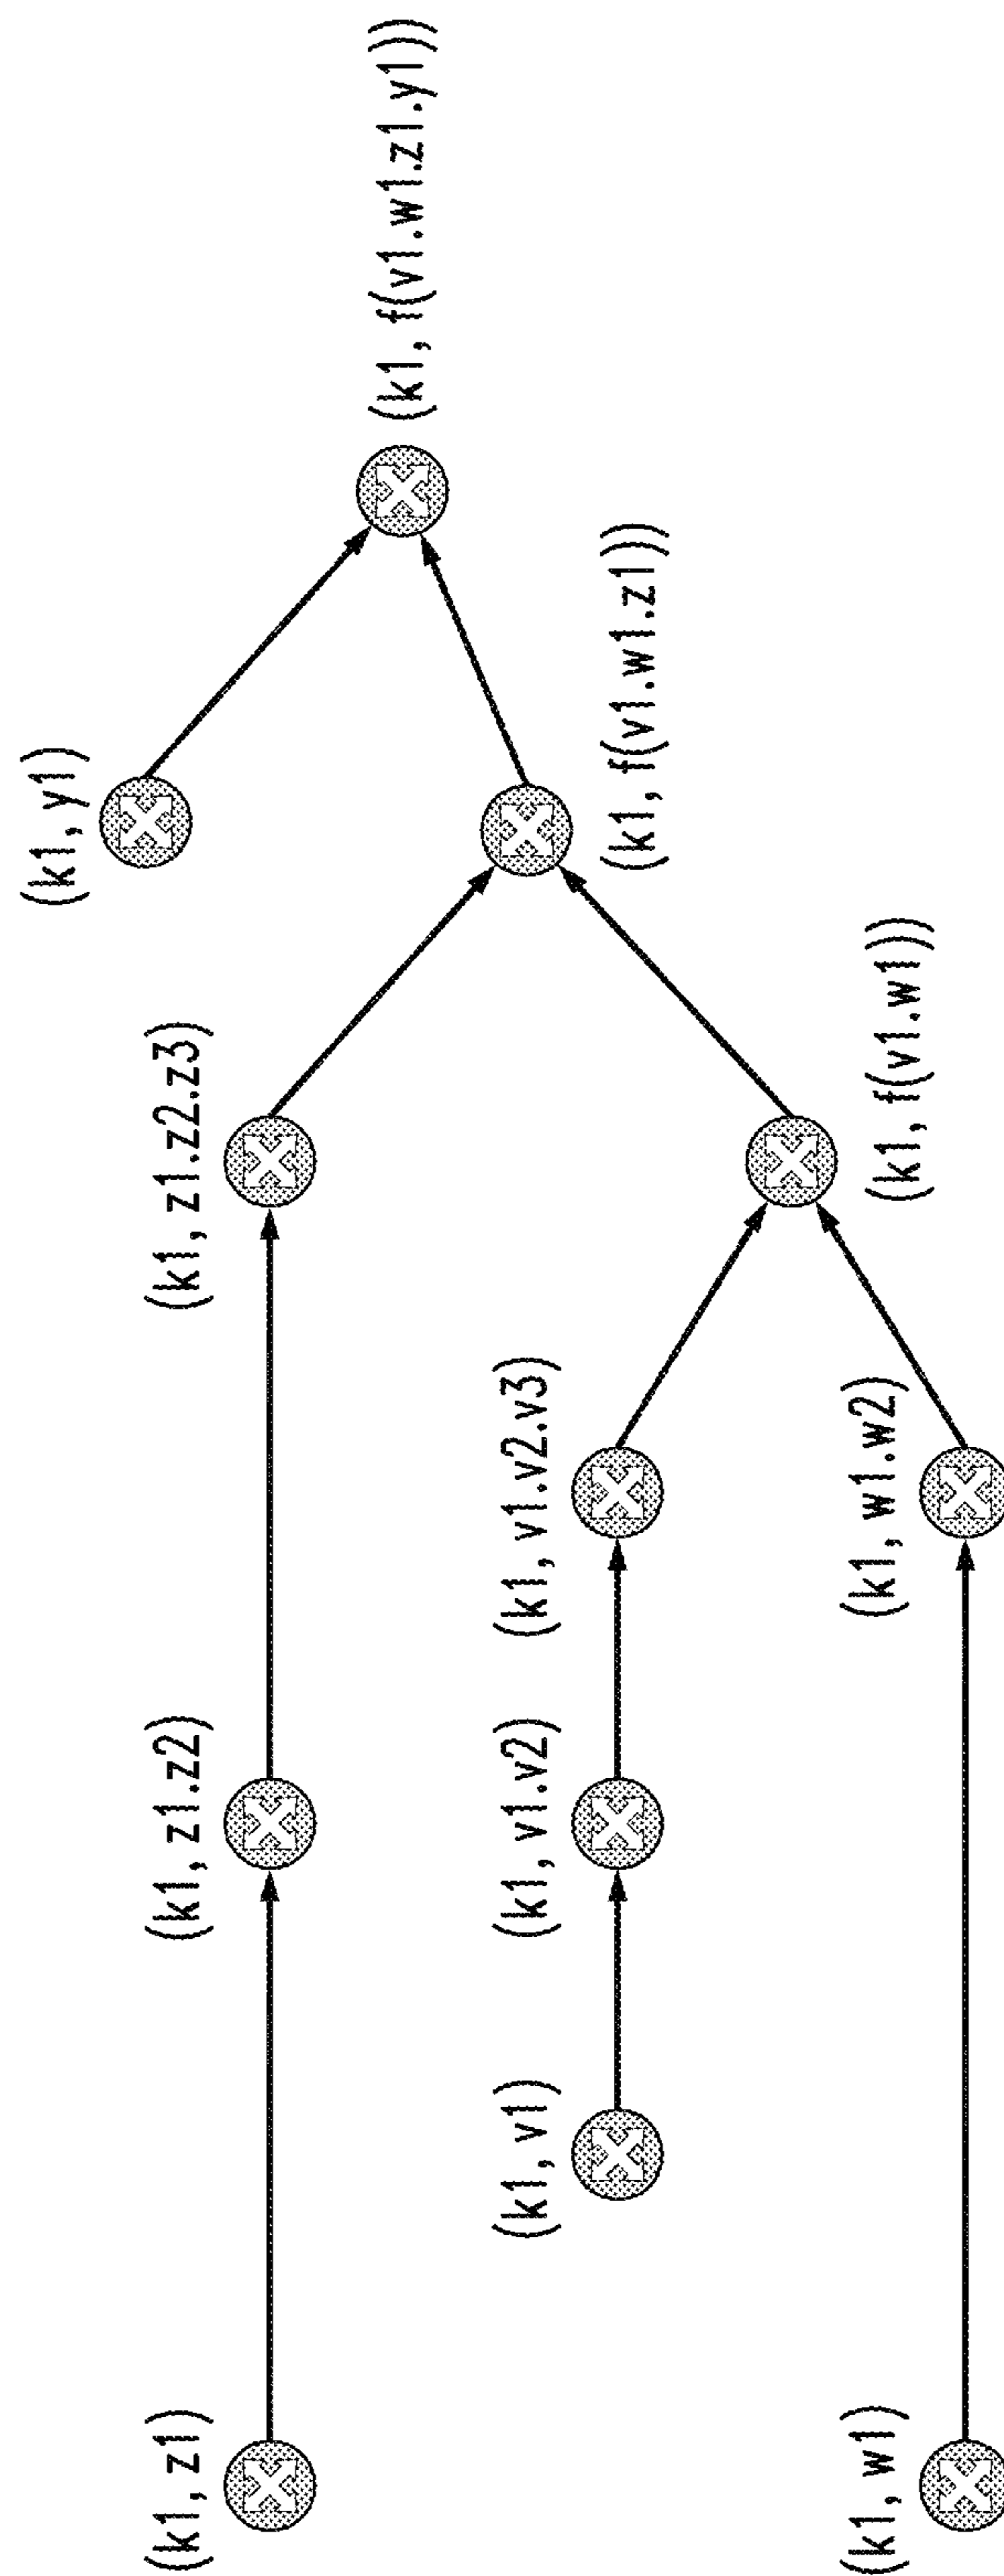 (k1, z1)
(k1, z1.z2)
(k1, z1.z2.z3)
(k1, y1)
(k1, f(v1.w1.z1.y1))
(k1, v1)
(k1, v1.v2)
(k1, v1.v2.v3)
(k1, f(v1.w1.z1))
(k1, w1)
(k1, w1.w2)
(k1, f(v1.w1))